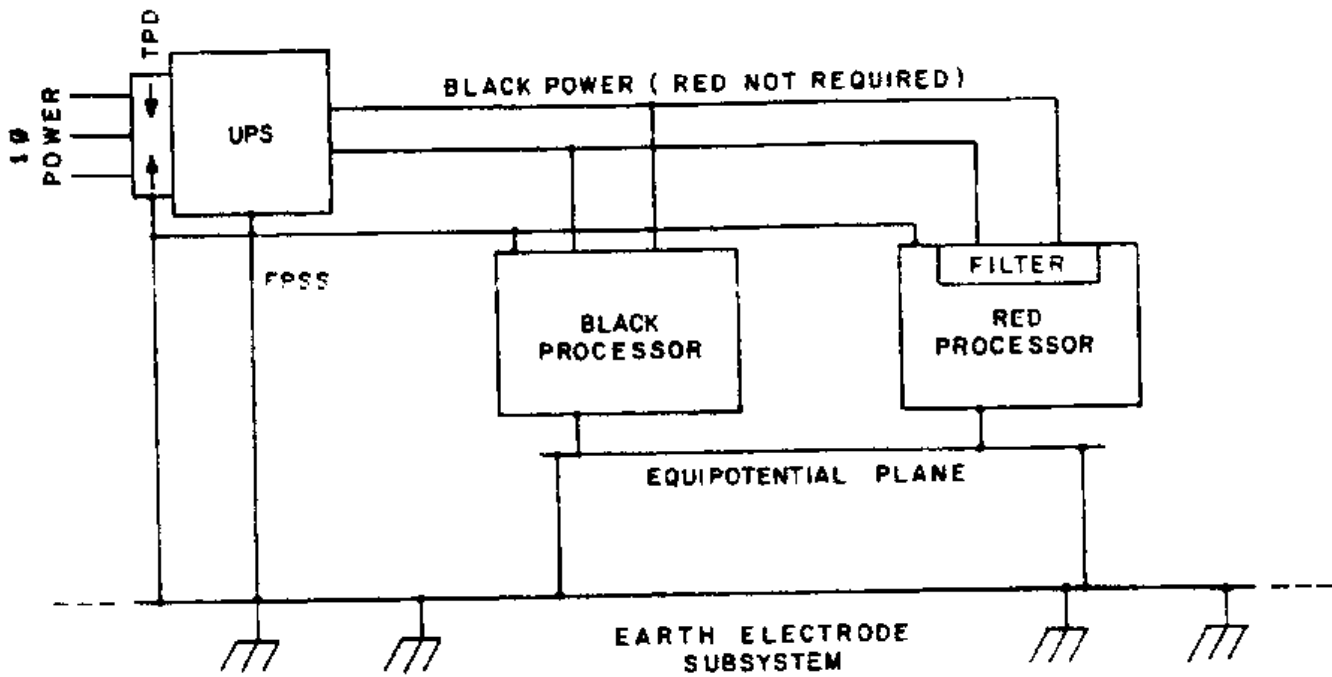 TPD
1Ø
POWER
UPS
BLACK POWER ( RED NOT REQUIRED )
FPSS
FILTER
BLACK
PROCESSOR
RED
PROCESSOR
EQUIPOTENTIAL PLANE
EARTH ELECTRODE
SUBSYSTEM